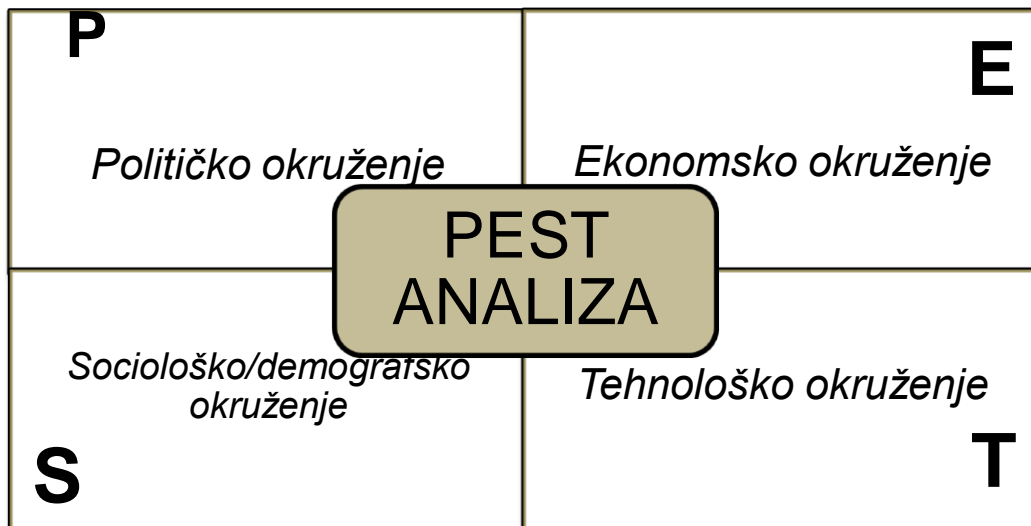 P
E
Političko okruženje
Ekonomsko okruženje
PEST
ANALIZA
Sociološko/demografsko
okruženje
Tehnološko okruženje
S
T